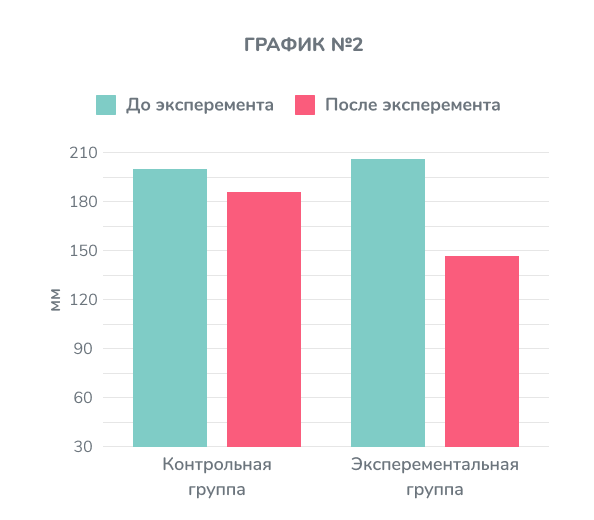 ГРАФИК №2
До эксперемента После эксперемента
210
180
150
120
90
60
30
мм
Контрольная
группа
Эксперементальная
группа